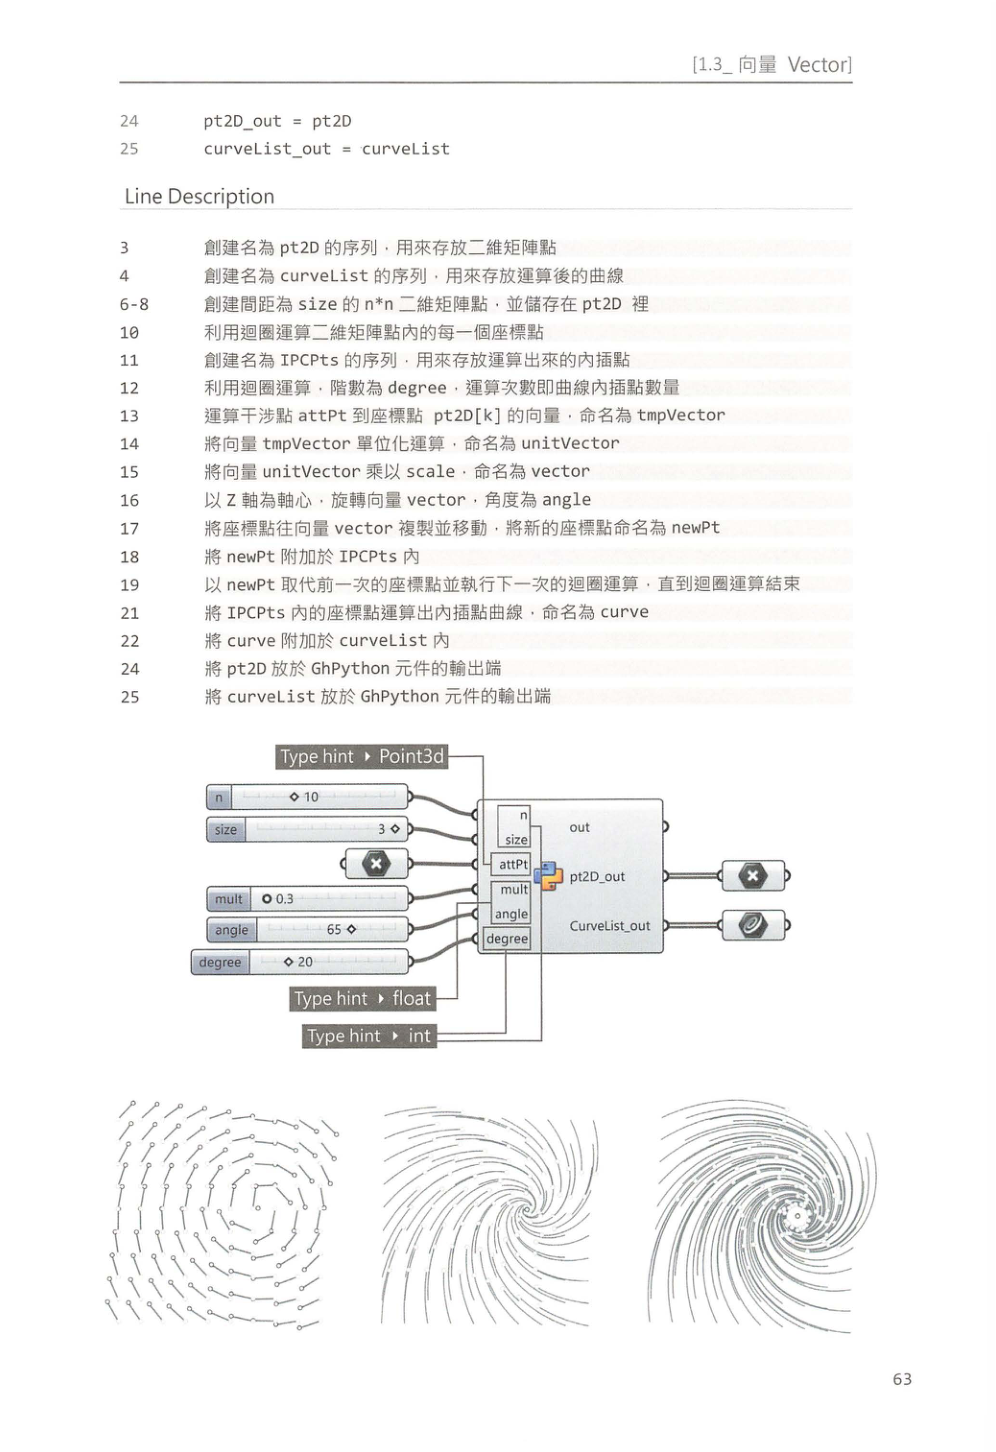 [1.3_ 向量 Vector]
24 pt2D_out = pt2D
25 curveList_out = curveList
Line Description
3 創建名為 pt2D 的序列，用來存放二維矩陣點
4 創建名為 curveList 的序列，用來存放運算後的曲線
6-8 創建間距為 size 的 n*n 二維矩陣點，並儲存在 pt2D 裡
10 利用迴圈運算二維矩陣點內的每一個座標點
11 創建名為 IPCPts 的序列，用來存放運算出來的內插點
12 利用迴圈運算，階數為 degree，運算次數即曲線內插點數量
13 運算干涉點 attPt 到座標點 pt2D[k] 的向量，命名為 tmpVector
14 將向量 tmpVector 單位化運算，命名為 unitVector
15 將向量 unitVector 乘以 scale，命名為 vector
16 以 Z 軸為軸心，旋轉向量 vector，角度為 angle
17 將座標點往向量 vector 複製並移動，將新的座標點命名為 newPt
18 將 newPt 附加於 IPCPts 內
19 以 newPt 取代前一次的座標點並執行下一次的迴圈運算，直到迴圈運算結束
21 將 IPCPts 內的座標點運算出內插點曲線，命名為 curve
22 將 curve 附加於 curveList 內
24 將 pt2D 放於 GhPython 元件的輸出端
25 將 curveList 放於 GhPython 元件的輸出端
Type hint ▸ Point3d
n 10
size 3
mult 0.3
angle 65
degree 20
n
size
attPt
mult
angle
degree
out
pt2D_out
CurveList_out
Type hint ▸ float
Type hint ▸ int
63